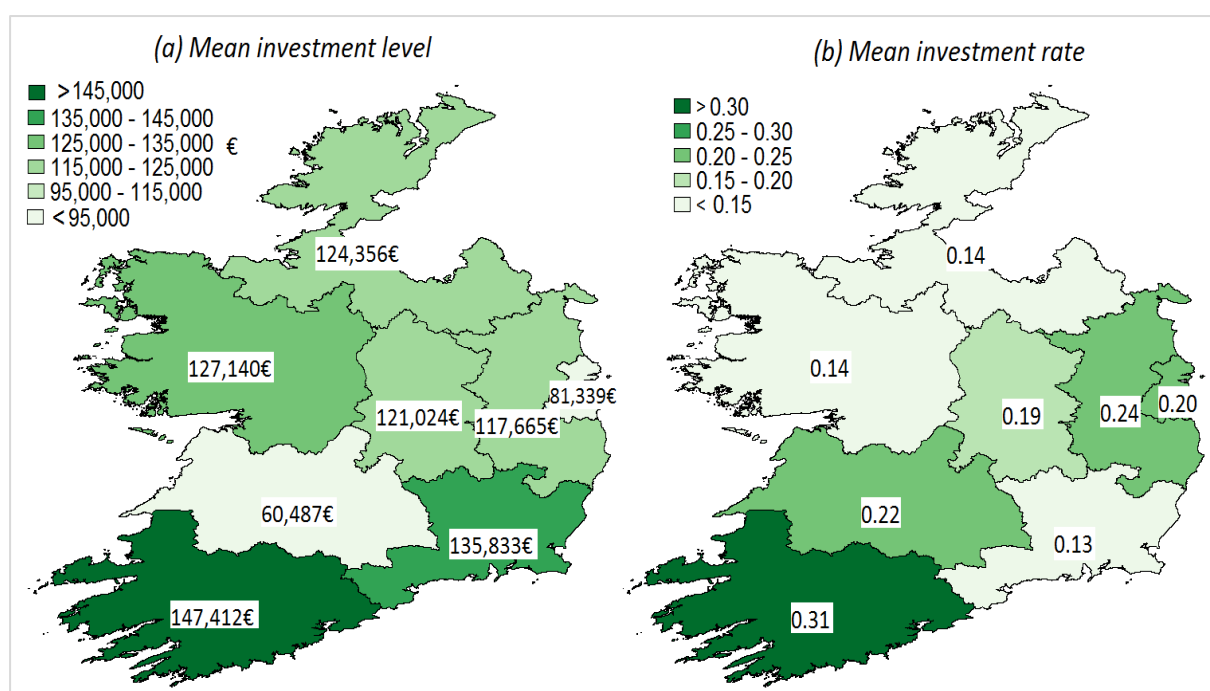 (a) Mean investment level
>145,000
135,000 - 145,000
125,000 - 135,000 €
115,000 - 125,000
95,000 - 115,000
<95,000
124,356€
127,140€
121,024€
117,665€
81,339€
60,487€
135,833€
147,412€
(b) Mean investment rate
> 0.30
0.25 - 0.30
0.20 - 0.25
0.15 - 0.20
< 0.15
0.14
0.14
0.19
0.24
0.20
0.22
0.13
0.31